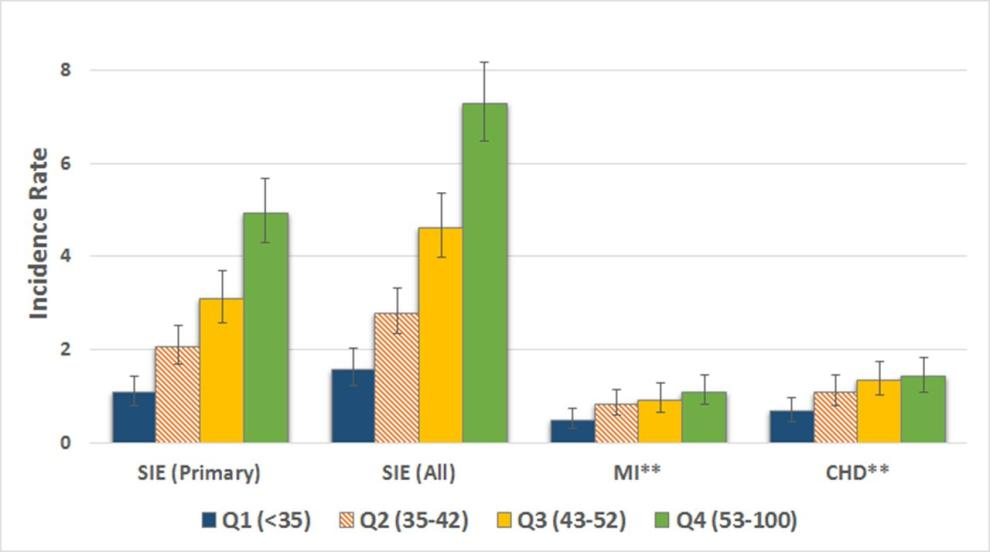 Incidence Rate
8
6
4
2
0
SIE (Primary) SIE (All) MI** CHD**
Q1 (<35) Q2 (35-42) Q3 (43-52) Q4 (53-100)